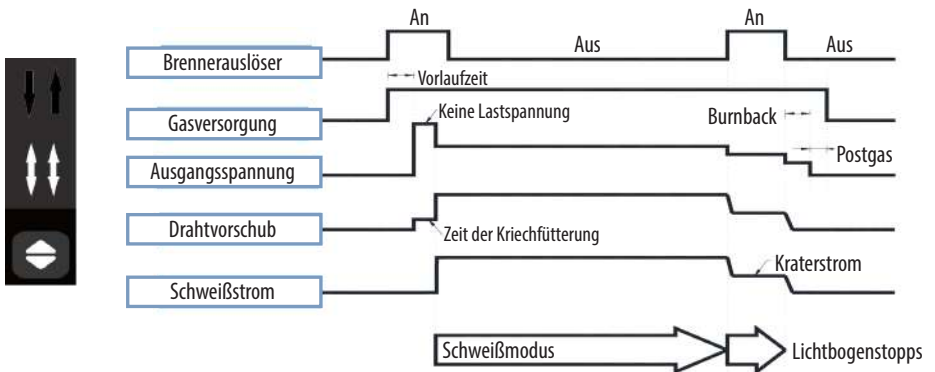 An
An
Aus
Aus
Brennerauslöser
Vorlaufzeit
Keine Lastspannung
Burnback
Gasversorgung
Postgas
Ausgangsspannung
Drahtvorschub
Zeit der Kriechfütterung
Kraterstrom
Schweißstrom
Schweißmodus
Lichtbogenstopps